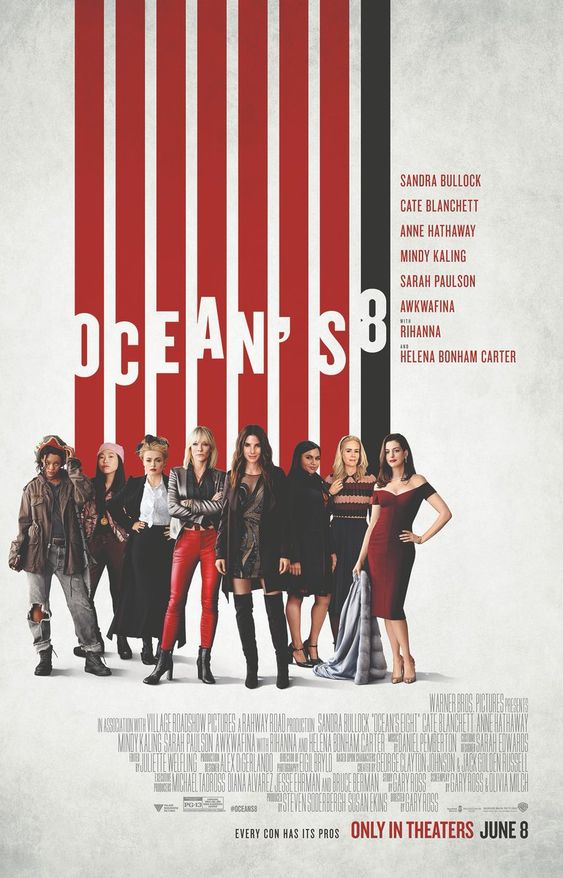 SANDRA BULLOCK
CATE BLANCHETT
ANNE HATHAWAY
MINDY KALING
SARAH PAULSON
AWKWAFINA
WITH
RIHANNA
AND
HELENA BONHAM CARTER
OCEAN'S 8
WARNER BROS. PICTURES PRESENTS
IN ASSOCIATION WITH VILLAGE ROADSHOW PICTURES A RAHWAY ROAD PRODUCTION SANDRA BULLOCK "OCEAN'S EIGHT" CATE BLANCHETT ANNE HATHAWAY
MINDY KALING SARAH PAULSON AWKWAFINA WITH RIHANNA AND HELENA BONHAM CARTER MUSIC BY DANIEL PEMBERTON COSTUME DESIGNER SARAH EDWARDS
EDITED BY JULIETTE WELFLING PRODUCTION DESIGNER ALEX DIGERLANDO DIRECTOR OF PHOTOGRAPHY EIGIL BRYLD BASED UPON CHARACTERS CREATED BY GEORGE CLAYTON JOHNSON & JACK GOLDEN RUSSELL
EXECUTIVE PRODUCERS MICHAEL TADROSS DIANA ALVAREZ JESSE EHRMAN AND BRUCE BERMAN STORY BY GARY ROSS SCREENPLAY BY GARY ROSS & OLIVIA MILCH
PRODUCED BY STEVEN SODERBERGH SUSAN EKINS DIRECTED BY GARY ROSS
PG-13
#OCEANS8
EVERY CON HAS ITS PROS ONLY IN THEATERS JUNE 8